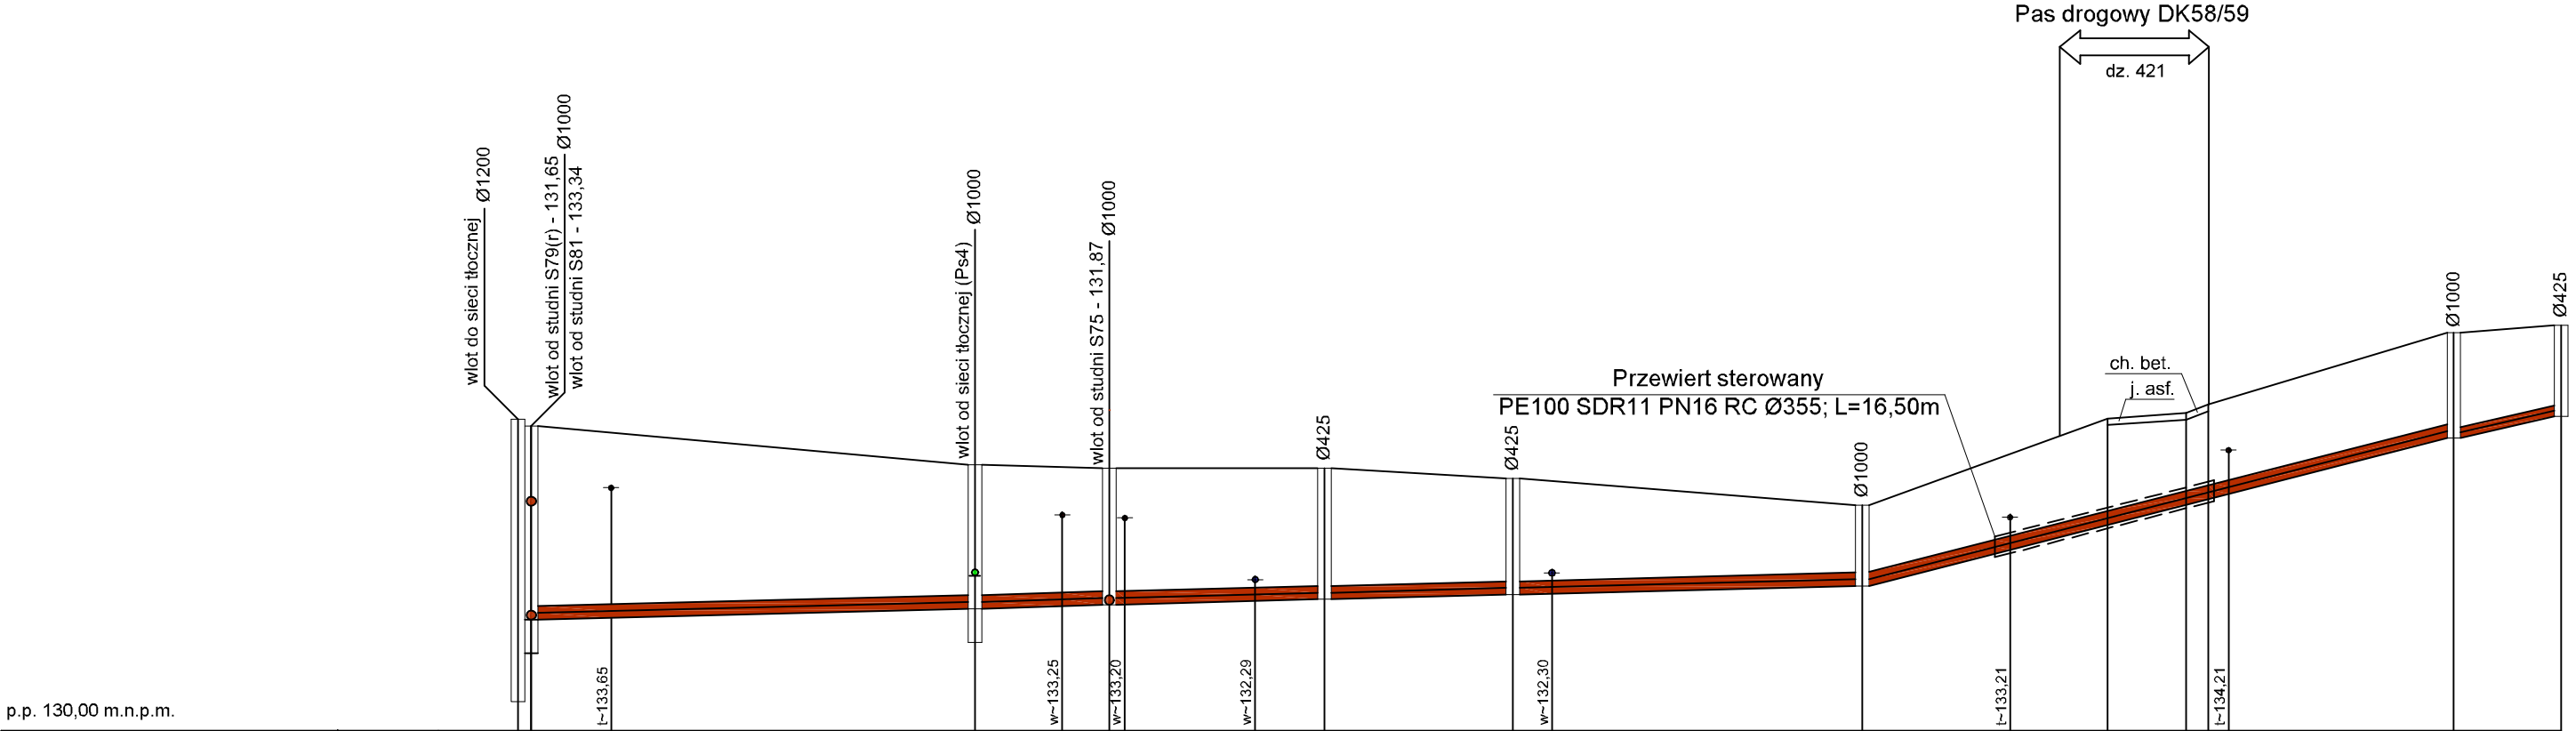 Pas drogowy DK58/59
dz. 421
wlot do sieci tłocznej Ø1200
wlot od studni S79(r) - 131,65
wlot od studni S81 - 133,34
Ø1000
wlot od sieci tłocznej (Ps4) Ø1000
wlot od studni S75 - 131,87 Ø1000
Ø425
Ø425
Przewiert sterowany
PE100 SDR11 PN16 RC Ø355; L=16,50m
Ø1000
ch. bet.
j. asf.
Ø1000
Ø425
t~133,65
w~133,25
w~133,20
w~132,29
w~132,30
t~133,21
t~134,21
p.p. 130,00 m.n.p.m.